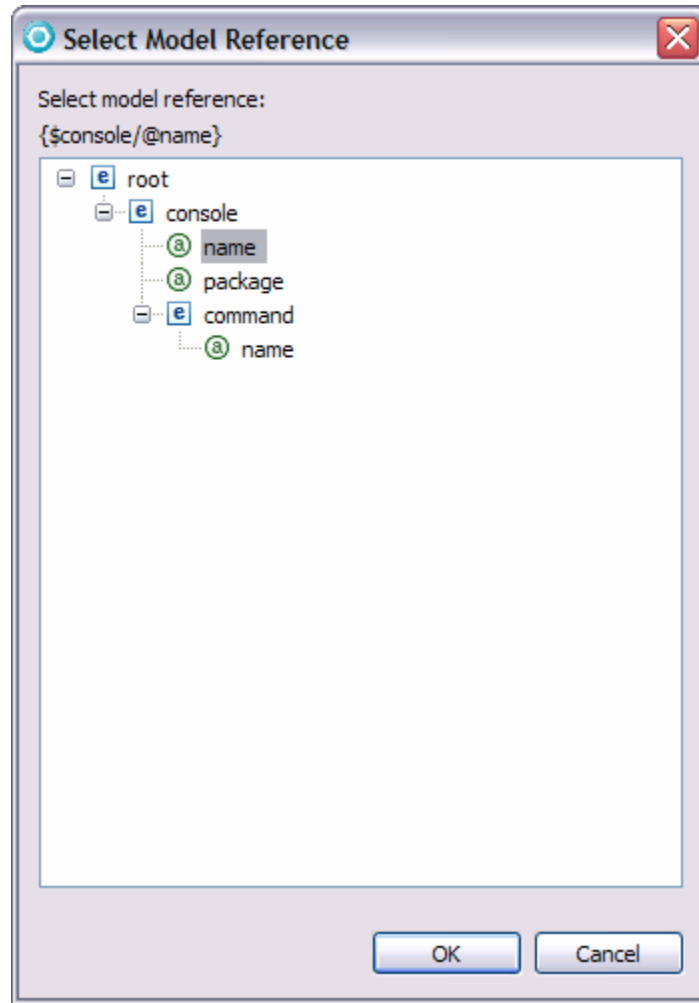 Select Model Reference
Select model reference:
{$console/@name}
e root
e console
a name
a package
e command
a name
OK Cancel